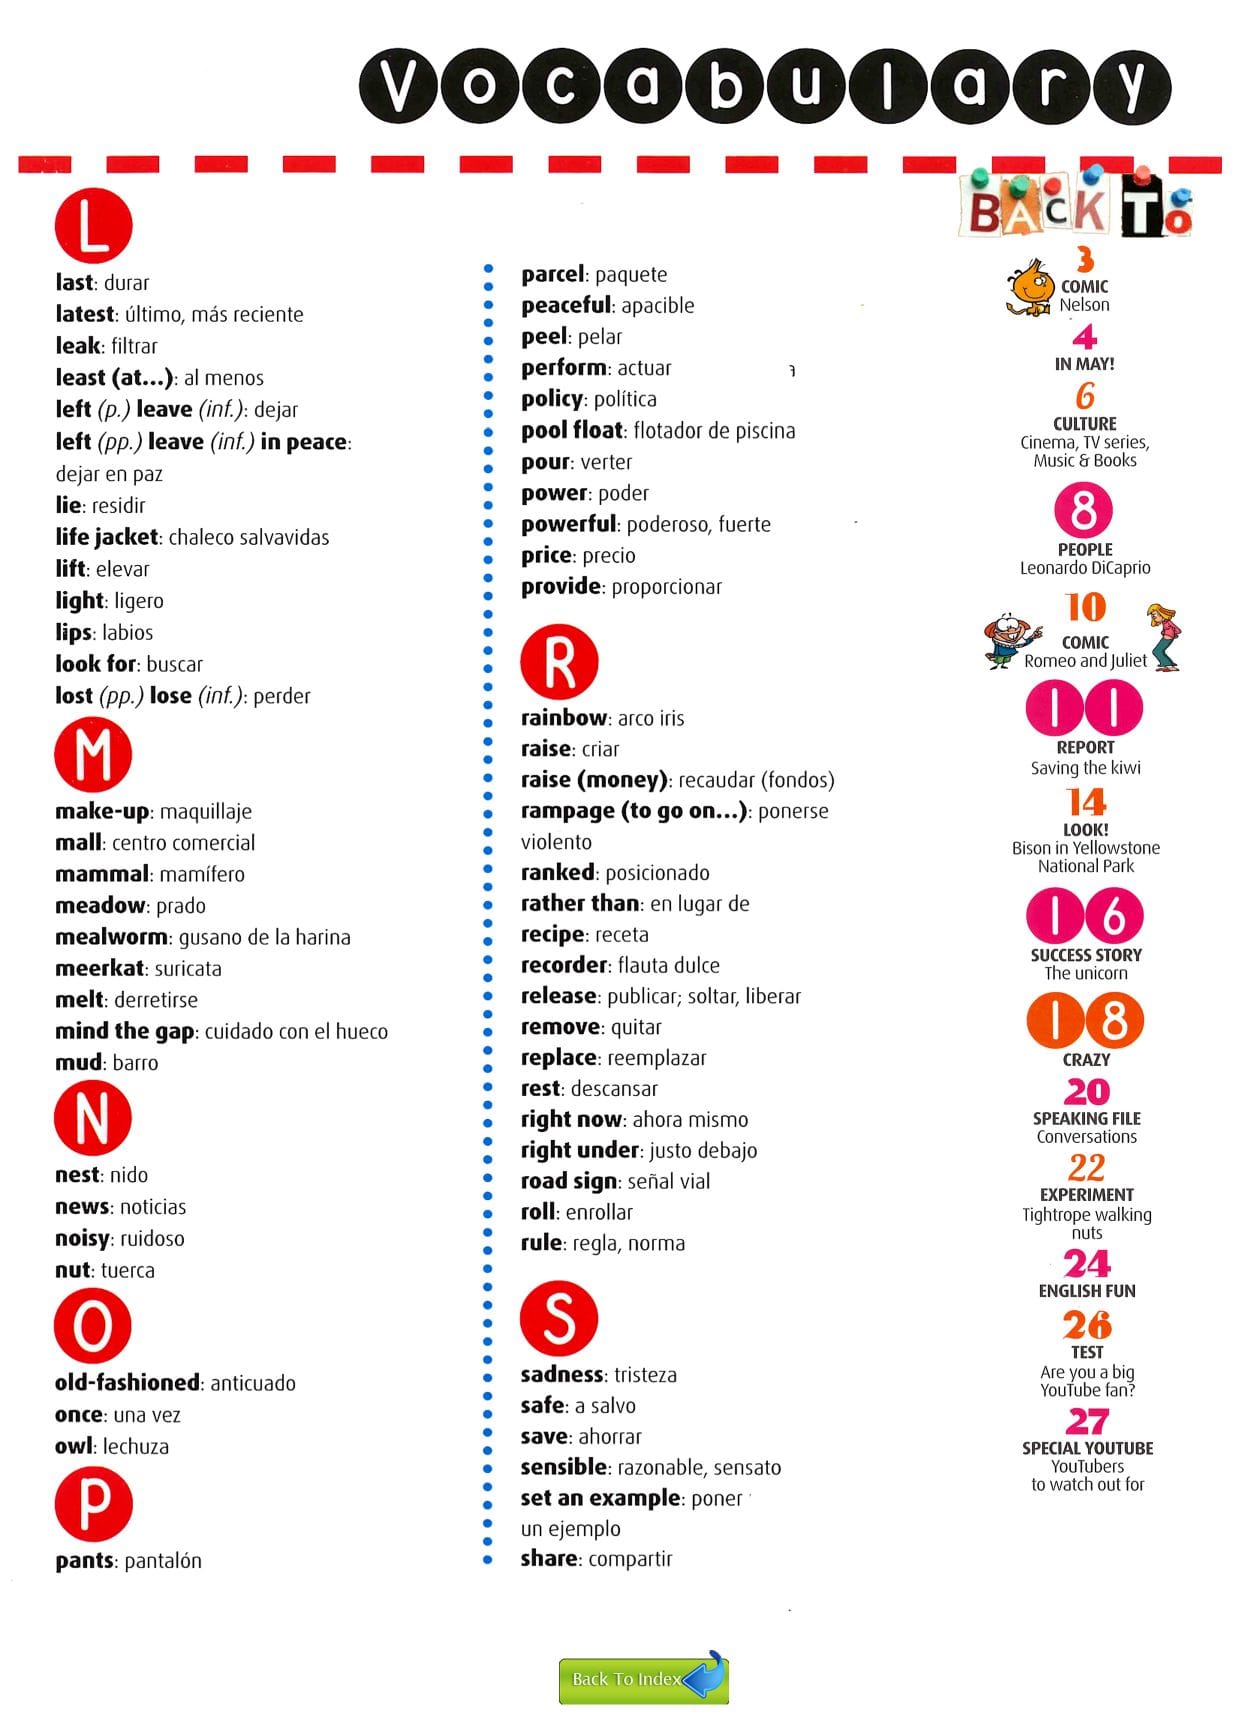 Vocabulary
L
last: durar
latest: último, más reciente
leak: filtrar
least (at...): al menos
left (p.) leave (inf.): dejar
left (pp.) leave (inf.) in peace:
dejar en paz
lie: residir
life jacket: chaleco salvavidas
lift: elevar
light: ligero
lips: labios
look for: buscar
lost (pp.) lose (inf.): perder
M
make-up: maquillaje
mall: centro comercial
mammal: mamífero
meadow: prado
mealworm: gusano de la harina
meerkat: suricata
melt: derretirse
mind the gap: cuidado con el hueco
mud: barro
N
nest: nido
news: noticias
noisy: ruidoso
nut: tuerca
O
old-fashioned: anticuado
once: una vez
owl: lechuza
P
pants: pantalón
parcel: paquete
peaceful: apacible
peel: pelar
perform: actuar
policy: política
pool float: flotador de piscina
pour: verter
power: poder
powerful: poderoso, fuerte
price: precio
provide: proporcionar
R
rainbow: arco iris
raise: criar
raise (money): recaudar (fondos)
rampage (to go on...): ponerse
violento
ranked: posicionado
rather than: en lugar de
recipe: receta
recorder: flauta dulce
release: publicar; soltar, liberar
remove: quitar
replace: reemplazar
rest: descansar
right now: ahora mismo
right under: justo debajo
road sign: señal vial
roll: enrollar
rule: regla, norma
S
sadness: tristeza
safe: a salvo
save: ahorrar
sensible: razonable, sensato
set an example: poner
un ejemplo
share: compartir
BACK To
3
COMIC
Nelson
4
IN MAY!
6
CULTURE
Cinema, TV series,
Music & Books
8
PEOPLE
Leonardo DiCaprio
10
COMIC
Romeo and Juliet
11
REPORT
Saving the kiwi
14
LOOK!
Bison in Yellowstone
National Park
16
SUCCESS STORY
The unicorn
18
CRAZY
20
SPEAKING FILE
Conversations
22
EXPERIMENT
Tightrope walking
nuts
24
ENGLISH FUN
26
TEST
Are you a big
YouTube fan?
27
SPECIAL YOUTUBE
YouTubers
to watch out for
Back To Index